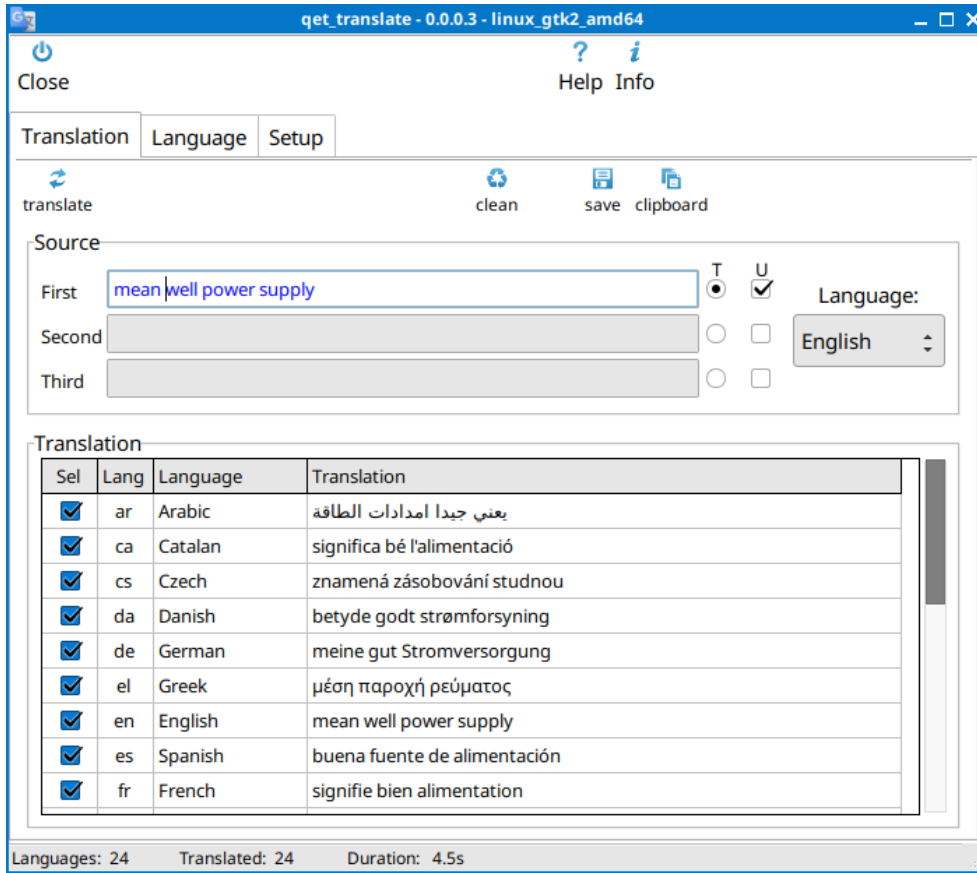 qet_translate - 0.0.0.3 - linux_gtk2_amd64
Close Help Info
Translation Language Setup
translate clean save clipboard
Source
T U
First mean well power supply
Language:
Second English
Third
Translation
Sel Lang Language Translation
ar Arabic يعني جيدا امدادات الطاقة
ca Catalan significa bé l'alimentació
cs Czech znamená zásobování studnou
da Danish betyde godt strømforsyning
de German meine gut Stromversorgung
el Greek μέση παροχή ρεύματος
en English mean well power supply
es Spanish buena fuente de alimentación
fr French signifie bien alimentation
Languages: 24 Translated: 24 Duration: 4.5s